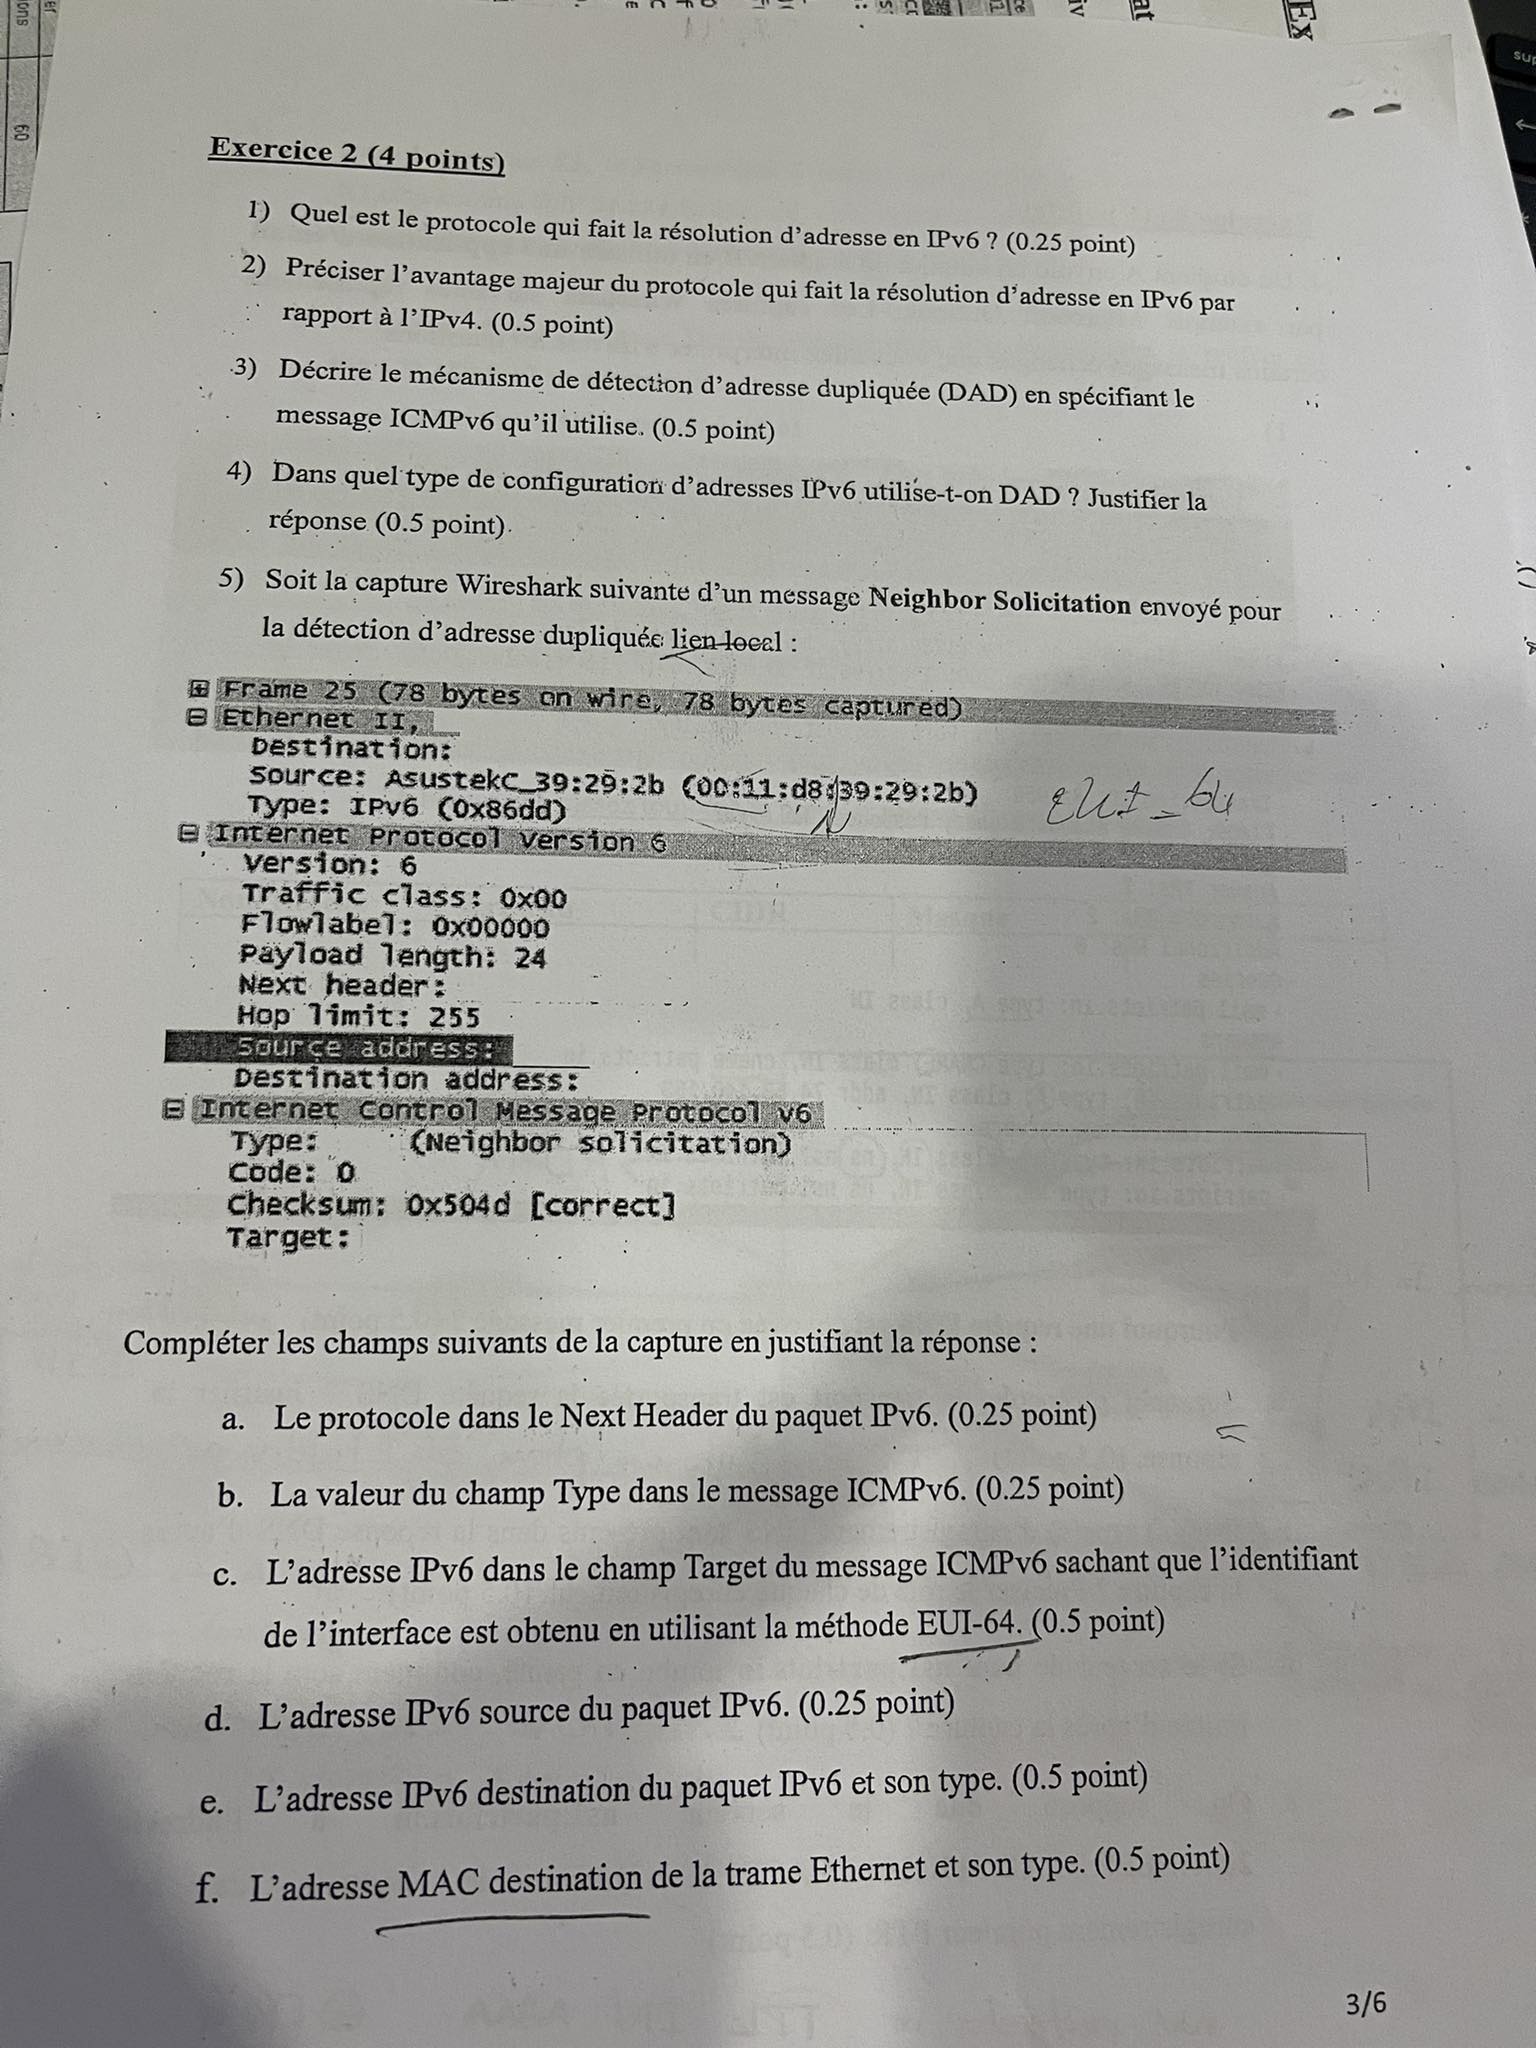 Ex
at
iv
60
sup
Exercice 2 (4 points)
1) Quel est le protocole qui fait la résolution d'adresse en IPv6 ? (0.25 point)
2) Préciser l'avantage majeur du protocole qui fait la résolution d'adresse en IPv6 par
rapport à l'IPv4. (0.5 point)
3) Décrire le mécanisme de détection d'adresse dupliquée (DAD) en spécifiant le
message ICMPv6 qu'il utilise. (0.5 point)
4) Dans quel type de configuration d'adresses IPv6 utilise-t-on DAD ? Justifier la
réponse (0.5 point).
5) Soit la capture Wireshark suivante d'un message Neighbor Solicitation envoyé pour
la détection d'adresse dupliquée lien local :
Frame 25 (78 bytes on wire, 78 bytes captured)
Ethernet II,
Destination:
Source: AsustekC_39:29:2b (00:11:d8:39:29:2b)
EUI_64
Type: IPv6 (0x86dd)
Internet Protocol Version 6
Version: 6
Traffic class: 0x00
Flowlabel: 0x00000
Payload length: 24
Next header:
Hop limit: 255
Source address:
Destination address:
Internet Control Message Protocol v6
Type: (Neighbor solicitation)
Code: 0
Checksum: 0x504d [correct]
Target:
Compléter les champs suivants de la capture en justifiant la réponse :
a. Le protocole dans le Next Header du paquet IPv6. (0.25 point)
b. La valeur du champ Type dans le message ICMPv6. (0.25 point)
c. L'adresse IPv6 dans le champ Target du message ICMPv6 sachant que l'identifiant
de l'interface est obtenu en utilisant la méthode EUI-64. (0.5 point)
d. L'adresse IPv6 source du paquet IPv6. (0.25 point)
e. L'adresse IPv6 destination du paquet IPv6 et son type. (0.5 point)
f. L'adresse MAC destination de la trame Ethernet et son type. (0.5 point)
3/6